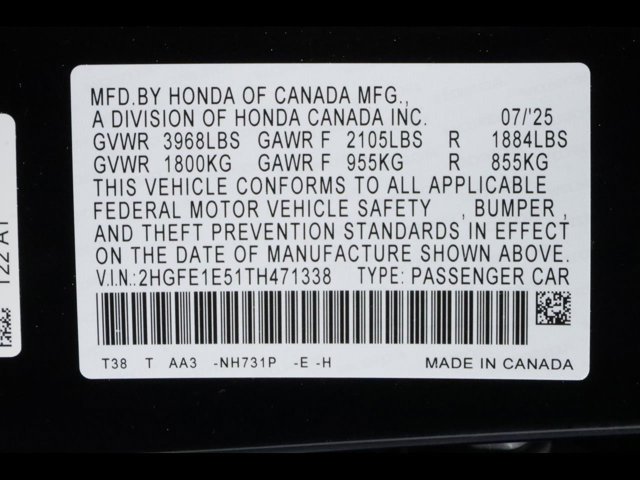 MFD.BY HONDA OF CANADA MFG.,
A DIVISION OF HONDA CANADA INC. 07/'25
GVWR 3968LBS GAWR F 2105LBS R 1884LBS
GVWR 1800KG GAWR F 955KG R 855KG
THIS VEHICLE CONFORMS TO ALL APPLICABLE
FEDERAL MOTOR VEHICLE SAFETY , BUMPER ,
AND THEFT PREVENTION STANDARDS IN EFFECT
ON THE DATE OF MANUFACTURE SHOWN ABOVE.
V.I.N.:2HGFE1E51TH471338 TYPE: PASSENGER CAR
T38 T AA3 -NH731P -E -H MADE IN CANADA